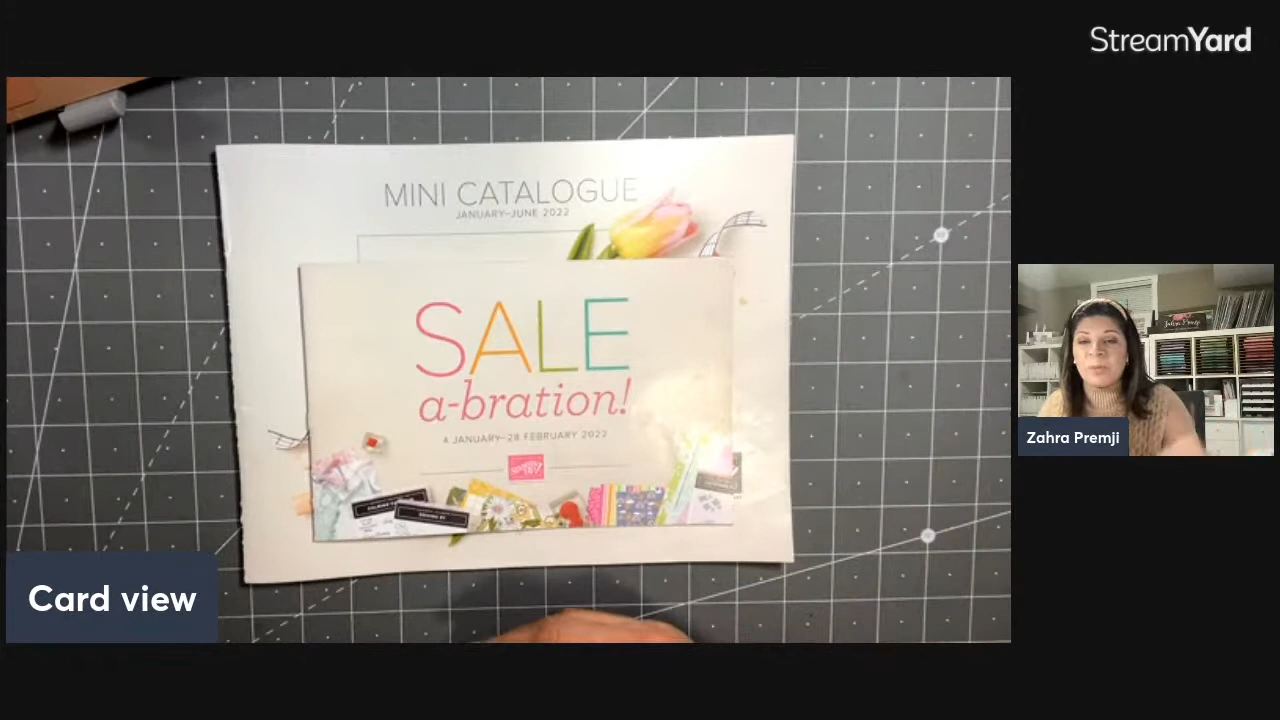 StreamYard
MINI CATALOGUE
JANUARY–JUNE 2022
SALE
a-bration!
4 JANUARY–28 FEBRUARY 2022
Card view
Zahra Premji